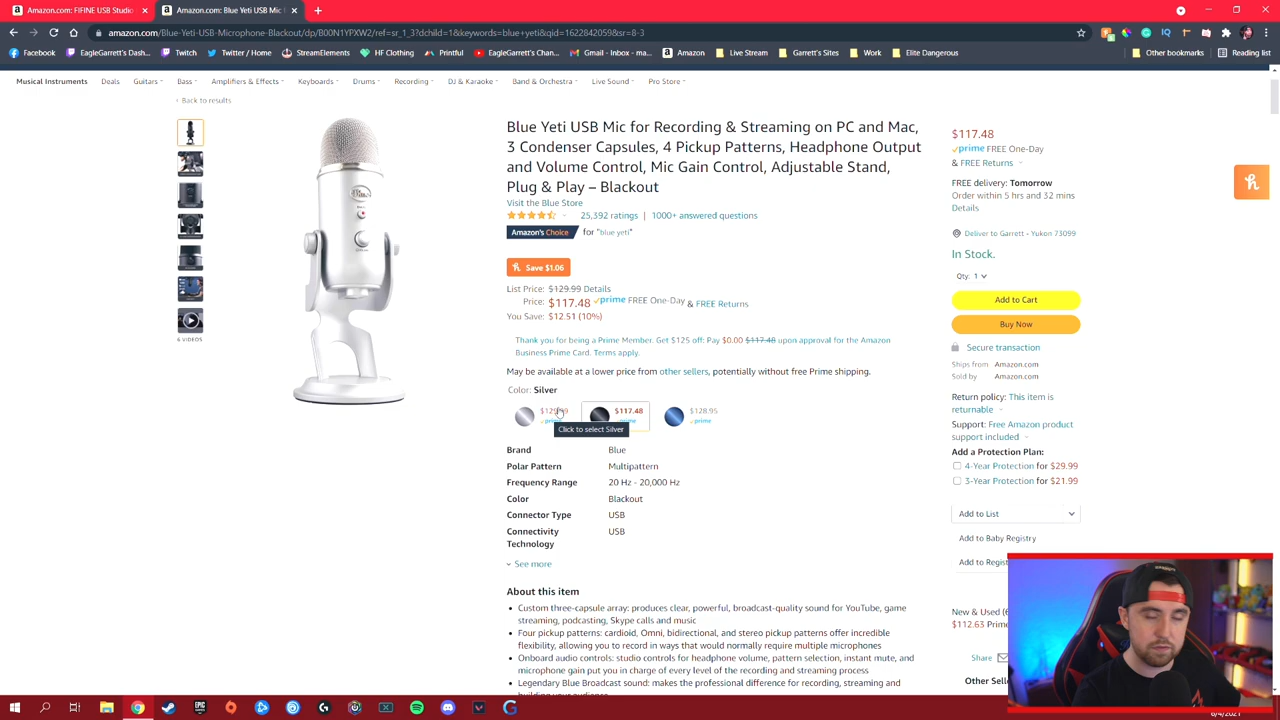 Amazon.com: FIFINE USB Studio
Amazon.com: Blue Yeti USB Mic
amazon.com/Blue-Yeti-USB-Microphone-Blackout/dp/B00N1YPXW2/ref=sr_1_3?dchild=1&keywords=blue+yeti&qid=1622842059&sr=8-3
Facebook
EagleGarrett's Dash...
Twitch
Twitter / Home
StreamElements
HF Clothing
Printful
EagleGarrett's Chan...
Gmail - Inbox - ma...
Amazon
Live Stream
Garrett's Sites
Work
Elite Dangerous
Other bookmarks
Reading list
Musical Instruments
Deals
Guitars
Bass
Amplifiers & Effects
Keyboards
Drums
Recording
DJ & Karaoke
Band & Orchestra
Live Sound
Pro Store
‹ Back to results
Blue Yeti USB Mic for Recording & Streaming on PC and Mac,
3 Condenser Capsules, 4 Pickup Patterns, Headphone Output
and Volume Control, Mic Gain Control, Adjustable Stand,
Plug & Play – Blackout
Visit the Blue Store
25,392 ratings | 1000+ answered questions
Amazon's Choice for "blue yeti"
Save $1.06
List Price: $129.99 Details
Price: $117.48 prime FREE One-Day & FREE Returns
You Save: $12.51 (10%)
Thank you for being a Prime Member. Get $125 off: Pay $0.00 $117.48 upon approval for the Amazon
Business Prime Card. Terms apply.
May be available at a lower price from other sellers, potentially without free Prime shipping.
Color: Silver
$129.99
prime
$117.48
prime
$128.95
prime
Click to select Silver
Brand Blue
Polar Pattern Multipattern
Frequency Range 20 Hz - 20,000 Hz
Color Blackout
Connector Type USB
Connectivity USB
Technology
See more
About this item
• Custom three-capsule array: produces clear, powerful, broadcast-quality sound for YouTube, game
streaming, podcasting, Skype calls and music
• Four pickup patterns: cardioid, Omni, bidirectional, and stereo pickup patterns offer incredible
flexibility, allowing you to record in ways that would normally require multiple microphones
• Onboard audio controls: studio controls for headphone volume, pattern selection, instant mute, and
microphone gain put you in charge of every level of the recording and streaming process
• Legendary Blue Broadcast sound: makes the professional difference for recording, streaming and
6 VIDEOS
$117.48
prime FREE One-Day
& FREE Returns
FREE delivery: Tomorrow
Order within 5 hrs and 32 mins
Details
Deliver to Garrett - Yukon 73099
In Stock.
Qty: 1
Add to Cart
Buy Now
Secure transaction
Ships from Amazon.com
Sold by Amazon.com
Return policy: This item is
returnable
Support: Free Amazon product
support included
Add a Protection Plan:
4-Year Protection for $29.99
3-Year Protection for $21.99
Add to List
Add to Baby Registry
Add to Regis
New & Used (6
$112.63 Prime
Share
Other Selle
6/4/2021